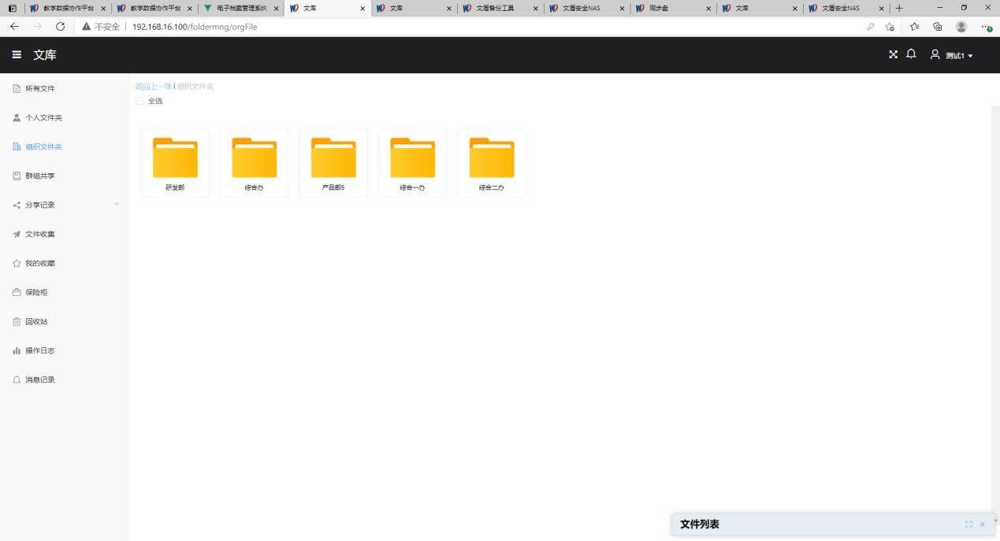 教学数据协作平台
教学数据协作平台
电子档案管理系统
文库
文库
文盾备份工具
文盾安全NAS
同步盘
文库
文盾安全NAS
不安全 | 192.168.16.100/foldermng/orgFile
文库
测试1
所有文件
个人文件夹
组织文件夹
群组共享
分享记录
文件收集
我的收藏
保险柜
回收站
操作日志
消息记录
返回上一级 | 组织文件夹
全选
研发部
综合办
产品部5
综合一办
综合二办
文件列表